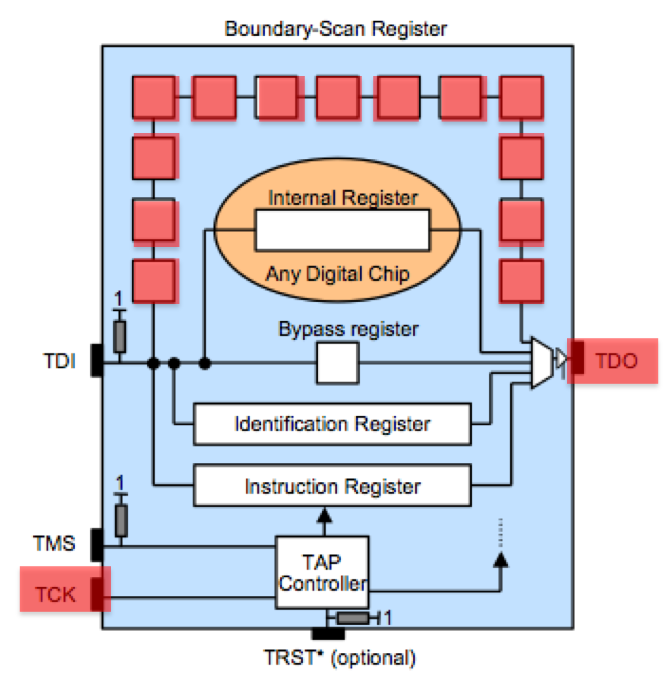 Boundary-Scan Register
Internal Register
Any Digital Chip
1
Bypass register
TDI
TDO
Identification Register
Instruction Register
1
TMS
TAP
Controller
TCK
1
TRST* (optional)